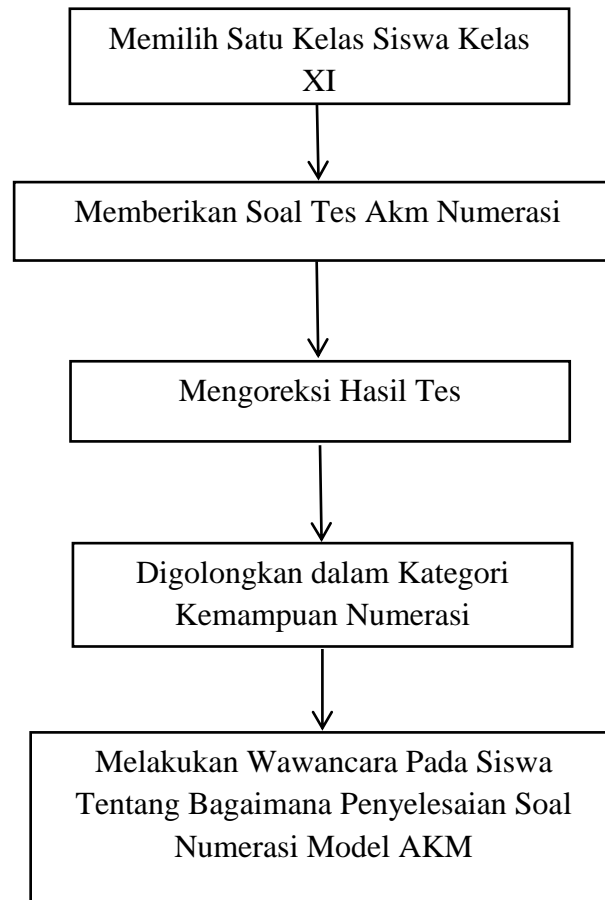 Memilih Satu Kelas Siswa Kelas
XI
Memberikan Soal Tes Akm Numerasi
Mengoreksi Hasil Tes
Digolongkan dalam Kategori
Kemampuan Numerasi
Melakukan Wawancara Pada Siswa
Tentang Bagaimana Penyelesaian Soal
Numerasi Model AKM